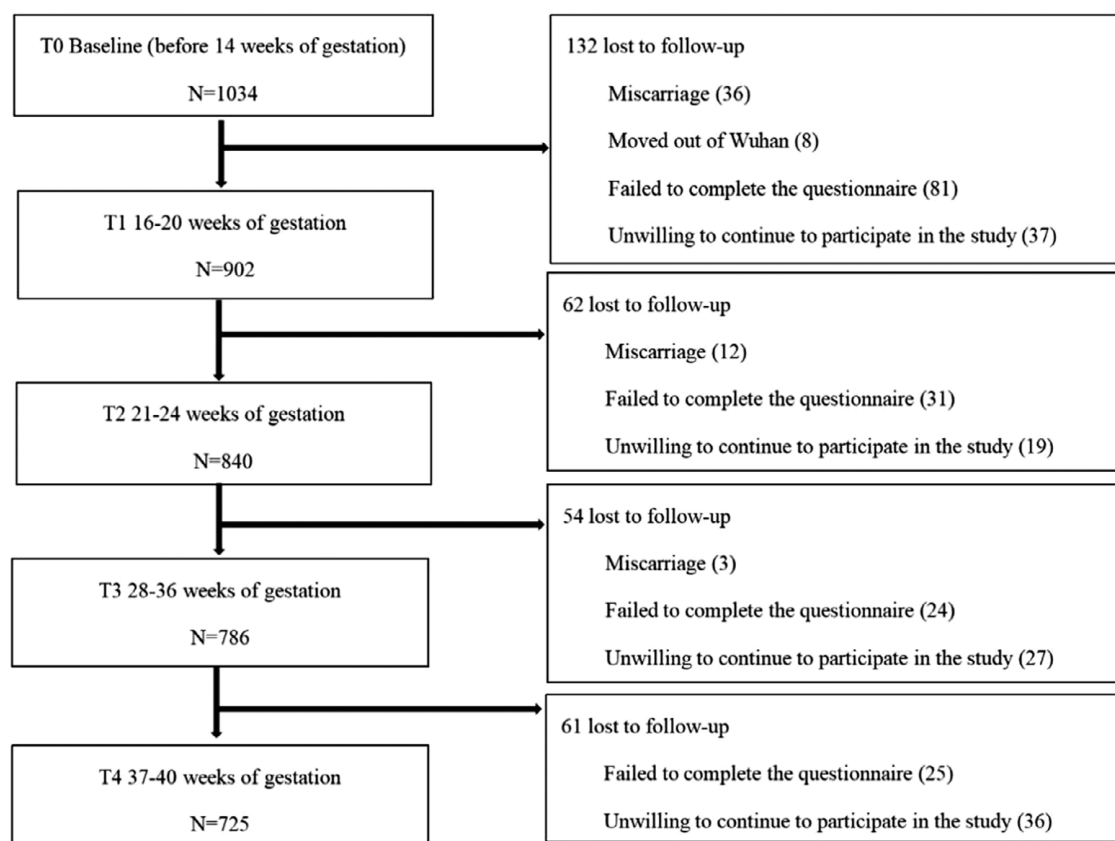 T0 Baseline (before 14 weeks of gestation)
N=1034
132 lost to follow-up
Miscarriage (36)
Moved out of Wuhan (8)
Failed to complete the questionnaire (81)
Unwilling to continue to participate in the study (37)
T1 16-20 weeks of gestation
N=902
62 lost to follow-up
Miscarriage (12)
Failed to complete the questionnaire (31)
Unwilling to continue to participate in the study (19)
T2 21-24 weeks of gestation
N=840
54 lost to follow-up
Miscarriage (3)
Failed to complete the questionnaire (24)
Unwilling to continue to participate in the study (27)
T3 28-36 weeks of gestation
N=786
61 lost to follow-up
Failed to complete the questionnaire (25)
Unwilling to continue to participate in the study (36)
T4 37-40 weeks of gestation
N=725